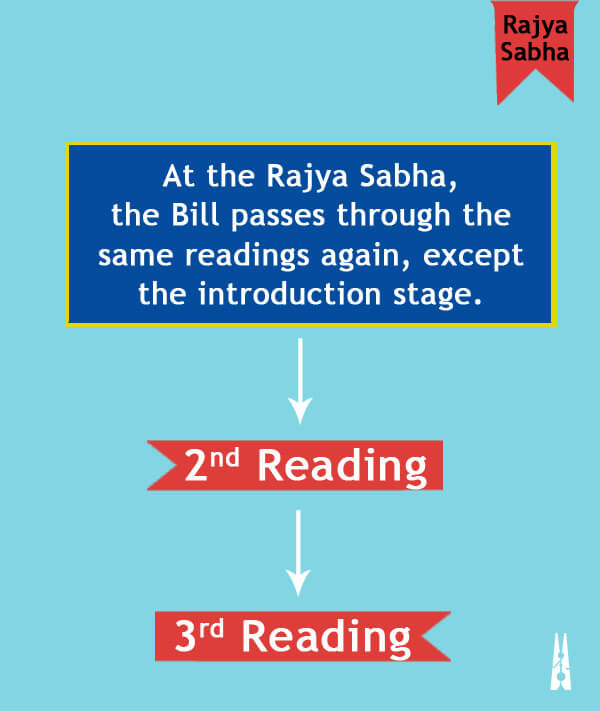 Rajya
Sabha
At the Rajya Sabha,
the Bill passes through the
same readings again, except
the introduction stage.
2nd Reading
3rd Reading